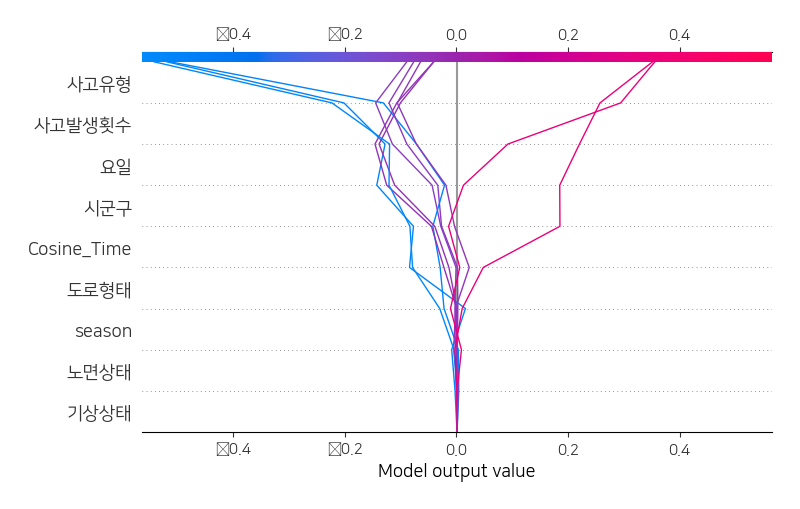 0.4 0.2 0.0 0.2 0.4
사고유형
사고발생횟수
요일
시군구
Cosine_Time
도로형태
season
노면상태
기상상태
0.4 0.2 0.0 0.2 0.4
Model output value